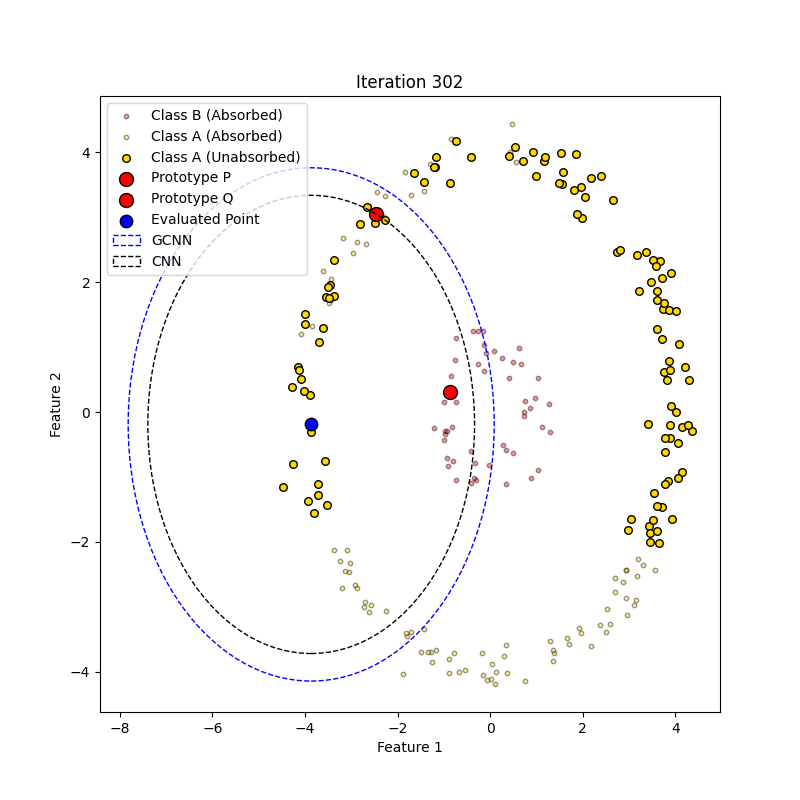 Iteration 302
Class B (Absorbed)
Class A (Absorbed)
Class A (Unabsorbed)
Prototype P
Prototype Q
Evaluated Point
GCNN
CNN
4
2
0
−2
−4
Feature 2
−8
−6
−4
−2
0
2
4
Feature 1